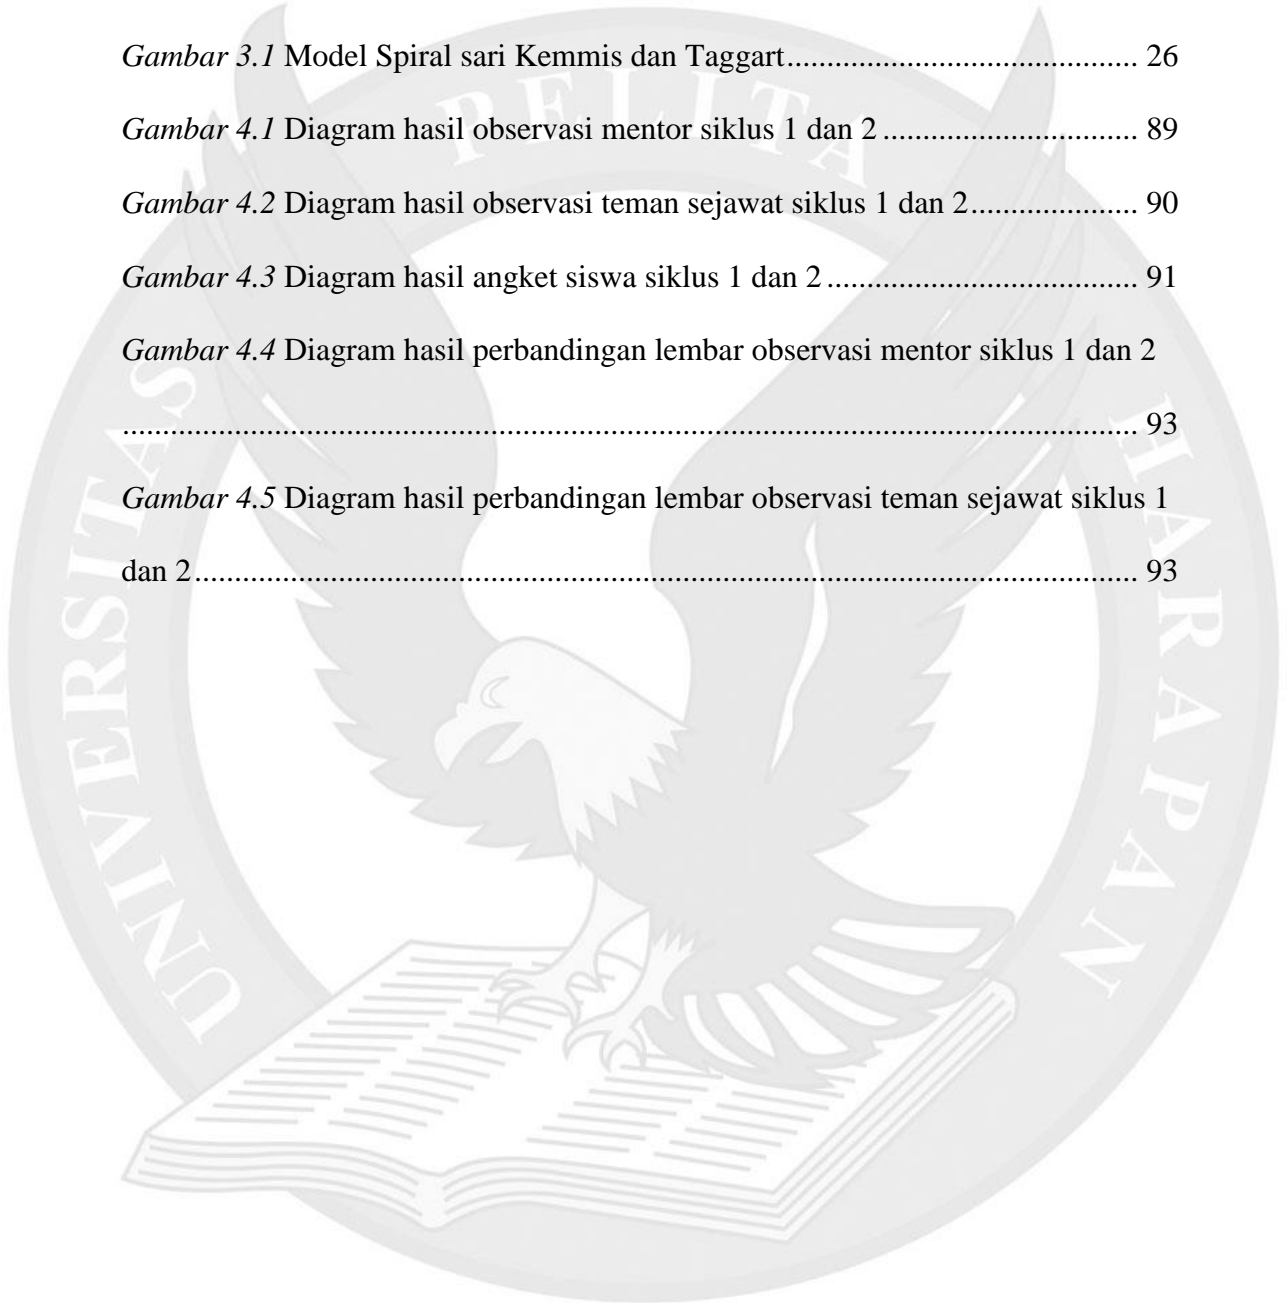 Gambar 3.1 Model Spiral sari Kemmis dan Taggart............................................ 26
Gambar 4.1 Diagram hasil observasi mentor siklus 1 dan 2 ................................ 89
Gambar 4.2 Diagram hasil observasi teman sejawat siklus 1 dan 2..................... 90
Gambar 4.3 Diagram hasil angket siswa siklus 1 dan 2 ....................................... 91
Gambar 4.4 Diagram hasil perbandingan lembar observasi mentor siklus 1 dan 2
............................................................................................................................... 93
Gambar 4.5 Diagram hasil perbandingan lembar observasi teman sejawat siklus 1
dan 2...................................................................................................................... 93
UNIVERSITAS PELITA HARAPAN